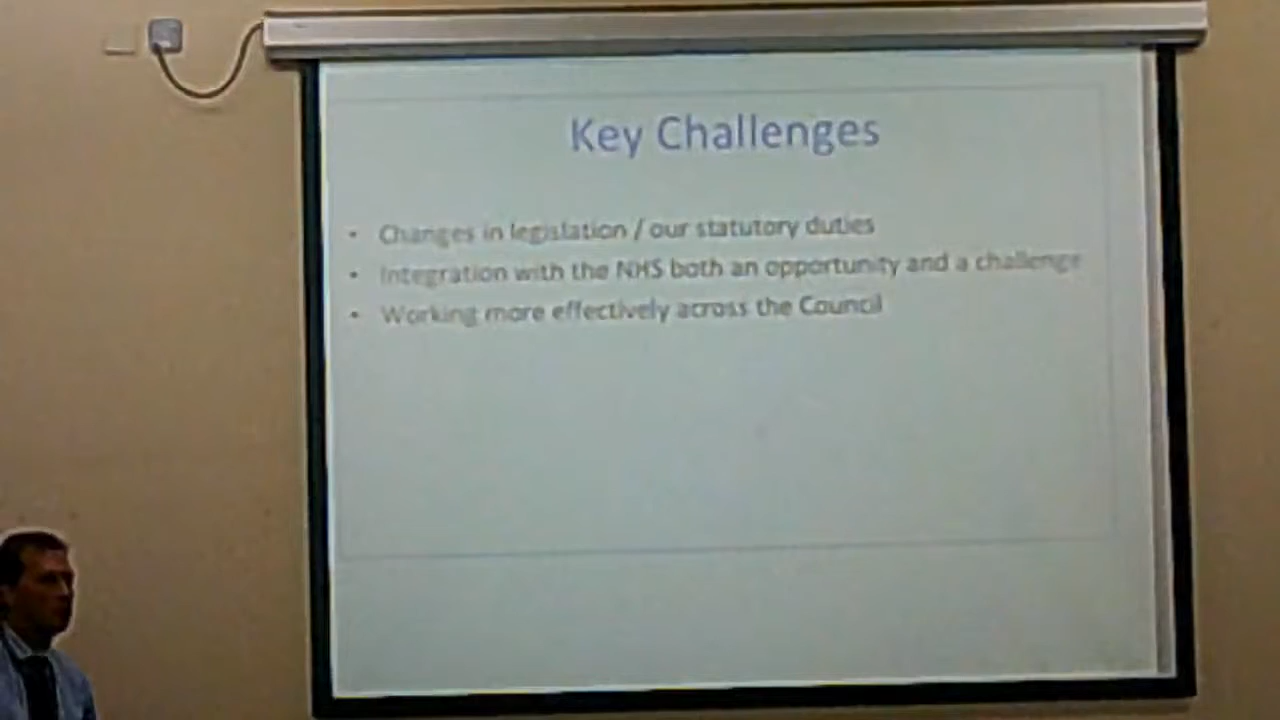 Key Challenges
• Changes in legislation / our statutory duties
• Integration with the NHS both an opportunity and a challenge
• Working more effectively across the Council